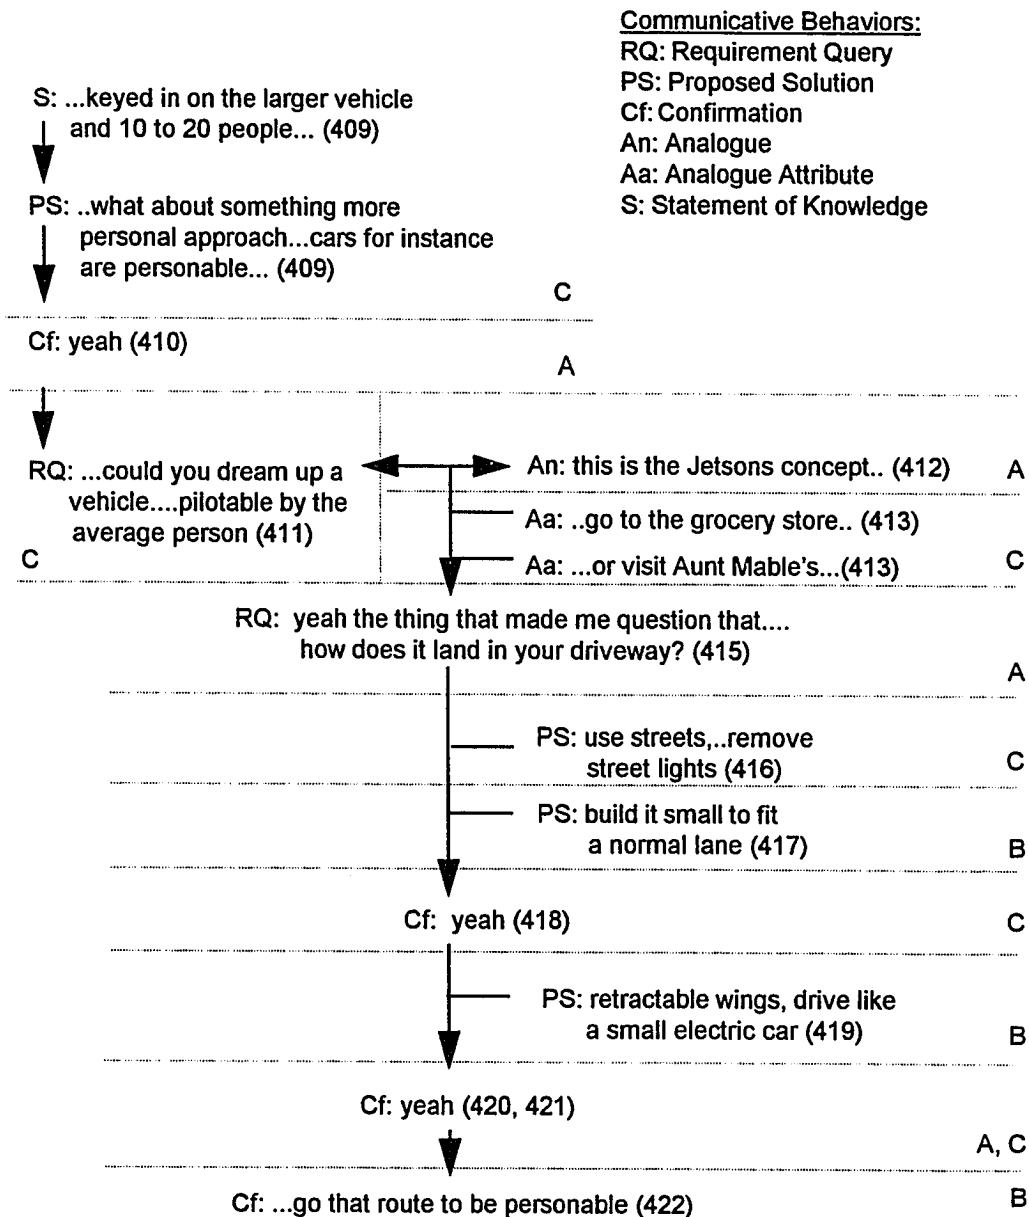 Communicative Behaviors:
RQ: Requirement Query
PS: Proposed Solution
Cf: Confirmation
An: Analogue
Aa: Analogue Attribute
S: Statement of Knowledge
S: ...keyed in on the larger vehicle
and 10 to 20 people... (409)
PS: ..what about something more
personal approach...cars for instance
are personable... (409)
C
Cf: yeah (410)
A
RQ: ...could you dream up a
vehicle....pilotable by the
average person (411)
C
An: this is the Jetsons concept.. (412)
A
Aa: ..go to the grocery store.. (413)
Aa: ...or visit Aunt Mable's...(413)
C
RQ: yeah the thing that made me question that....
how does it land in your driveway? (415)
A
PS: use streets,..remove
street lights (416)
C
PS: build it small to fit
a normal lane (417)
B
Cf: yeah (418)
C
PS: retractable wings, drive like
a small electric car (419)
B
Cf: yeah (420, 421)
A, C
Cf: ...go that route to be personable (422)
B